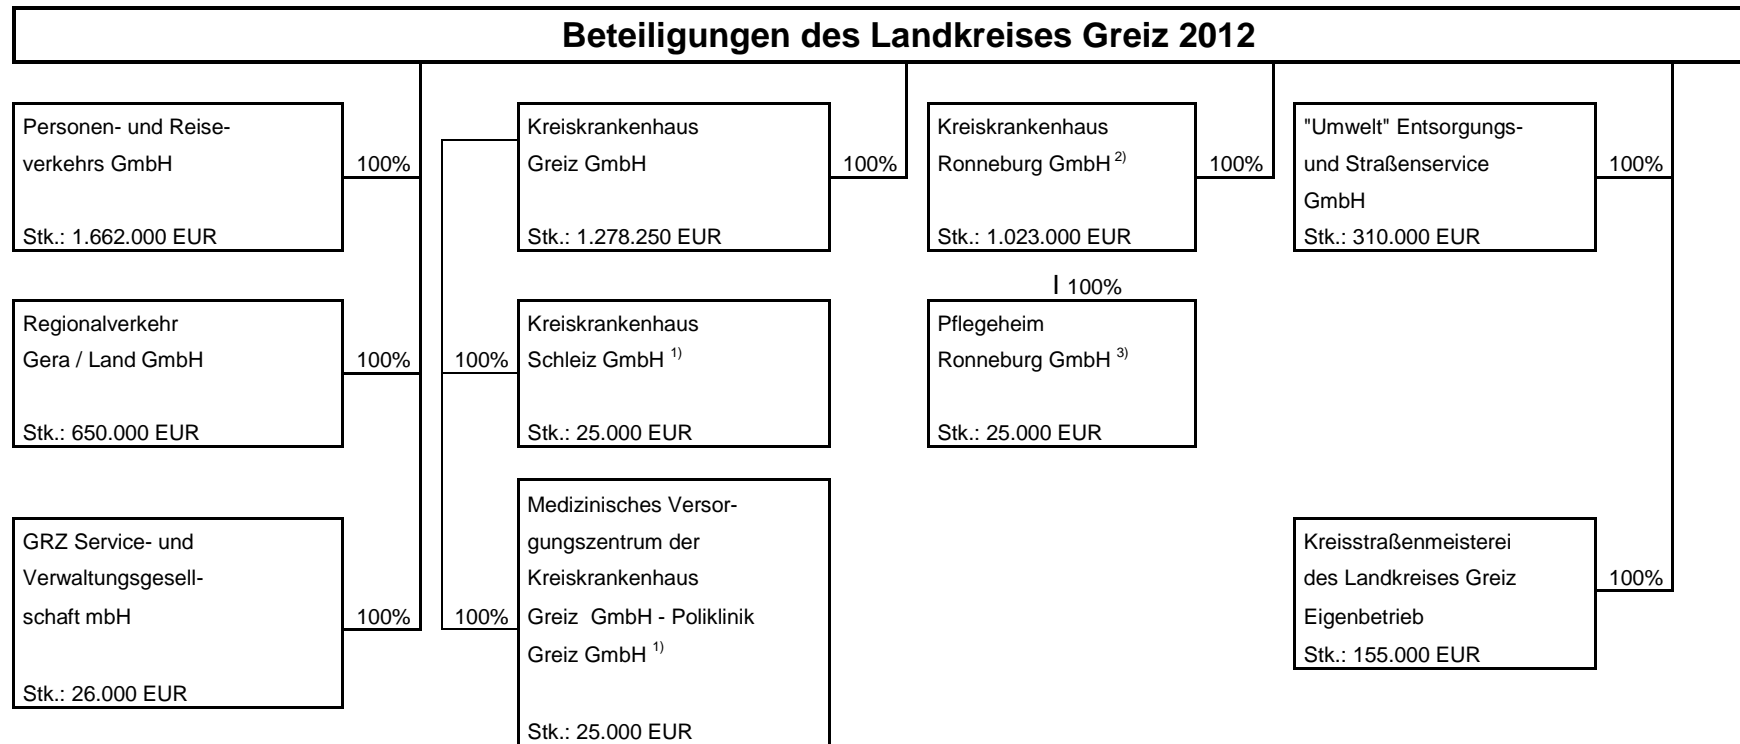 Beteiligungen des Landkreises Greiz 2012
Personen- und Reise-
verkehrs GmbH
Stk.: 1.662.000 EUR
100%
Kreiskrankenhaus
Greiz GmbH
Stk.: 1.278.250 EUR
100%
Kreiskrankenhaus
Ronneburg GmbH 2)
Stk.: 1.023.000 EUR
100%
"Umwelt" Entsorgungs-
und Straßenservice
GmbH
Stk.: 310.000 EUR
100%
Regionalverkehr
Gera / Land GmbH
Stk.: 650.000 EUR
100%
100%
Kreiskrankenhaus
Schleiz GmbH 1)
Stk.: 25.000 EUR
100%
Pflegeheim
Ronneburg GmbH 3)
Stk.: 25.000 EUR
GRZ Service- und
Verwaltungsgesell-
schaft mbH
Stk.: 26.000 EUR
100%
100%
Medizinisches Versor-
gungszentrum der
Kreiskrankenhaus
Greiz  GmbH - Poliklinik
Greiz GmbH 1)
Stk.: 25.000 EUR
Kreisstraßenmeisterei
des Landkreises Greiz
Eigenbetrieb
Stk.: 155.000 EUR
100%